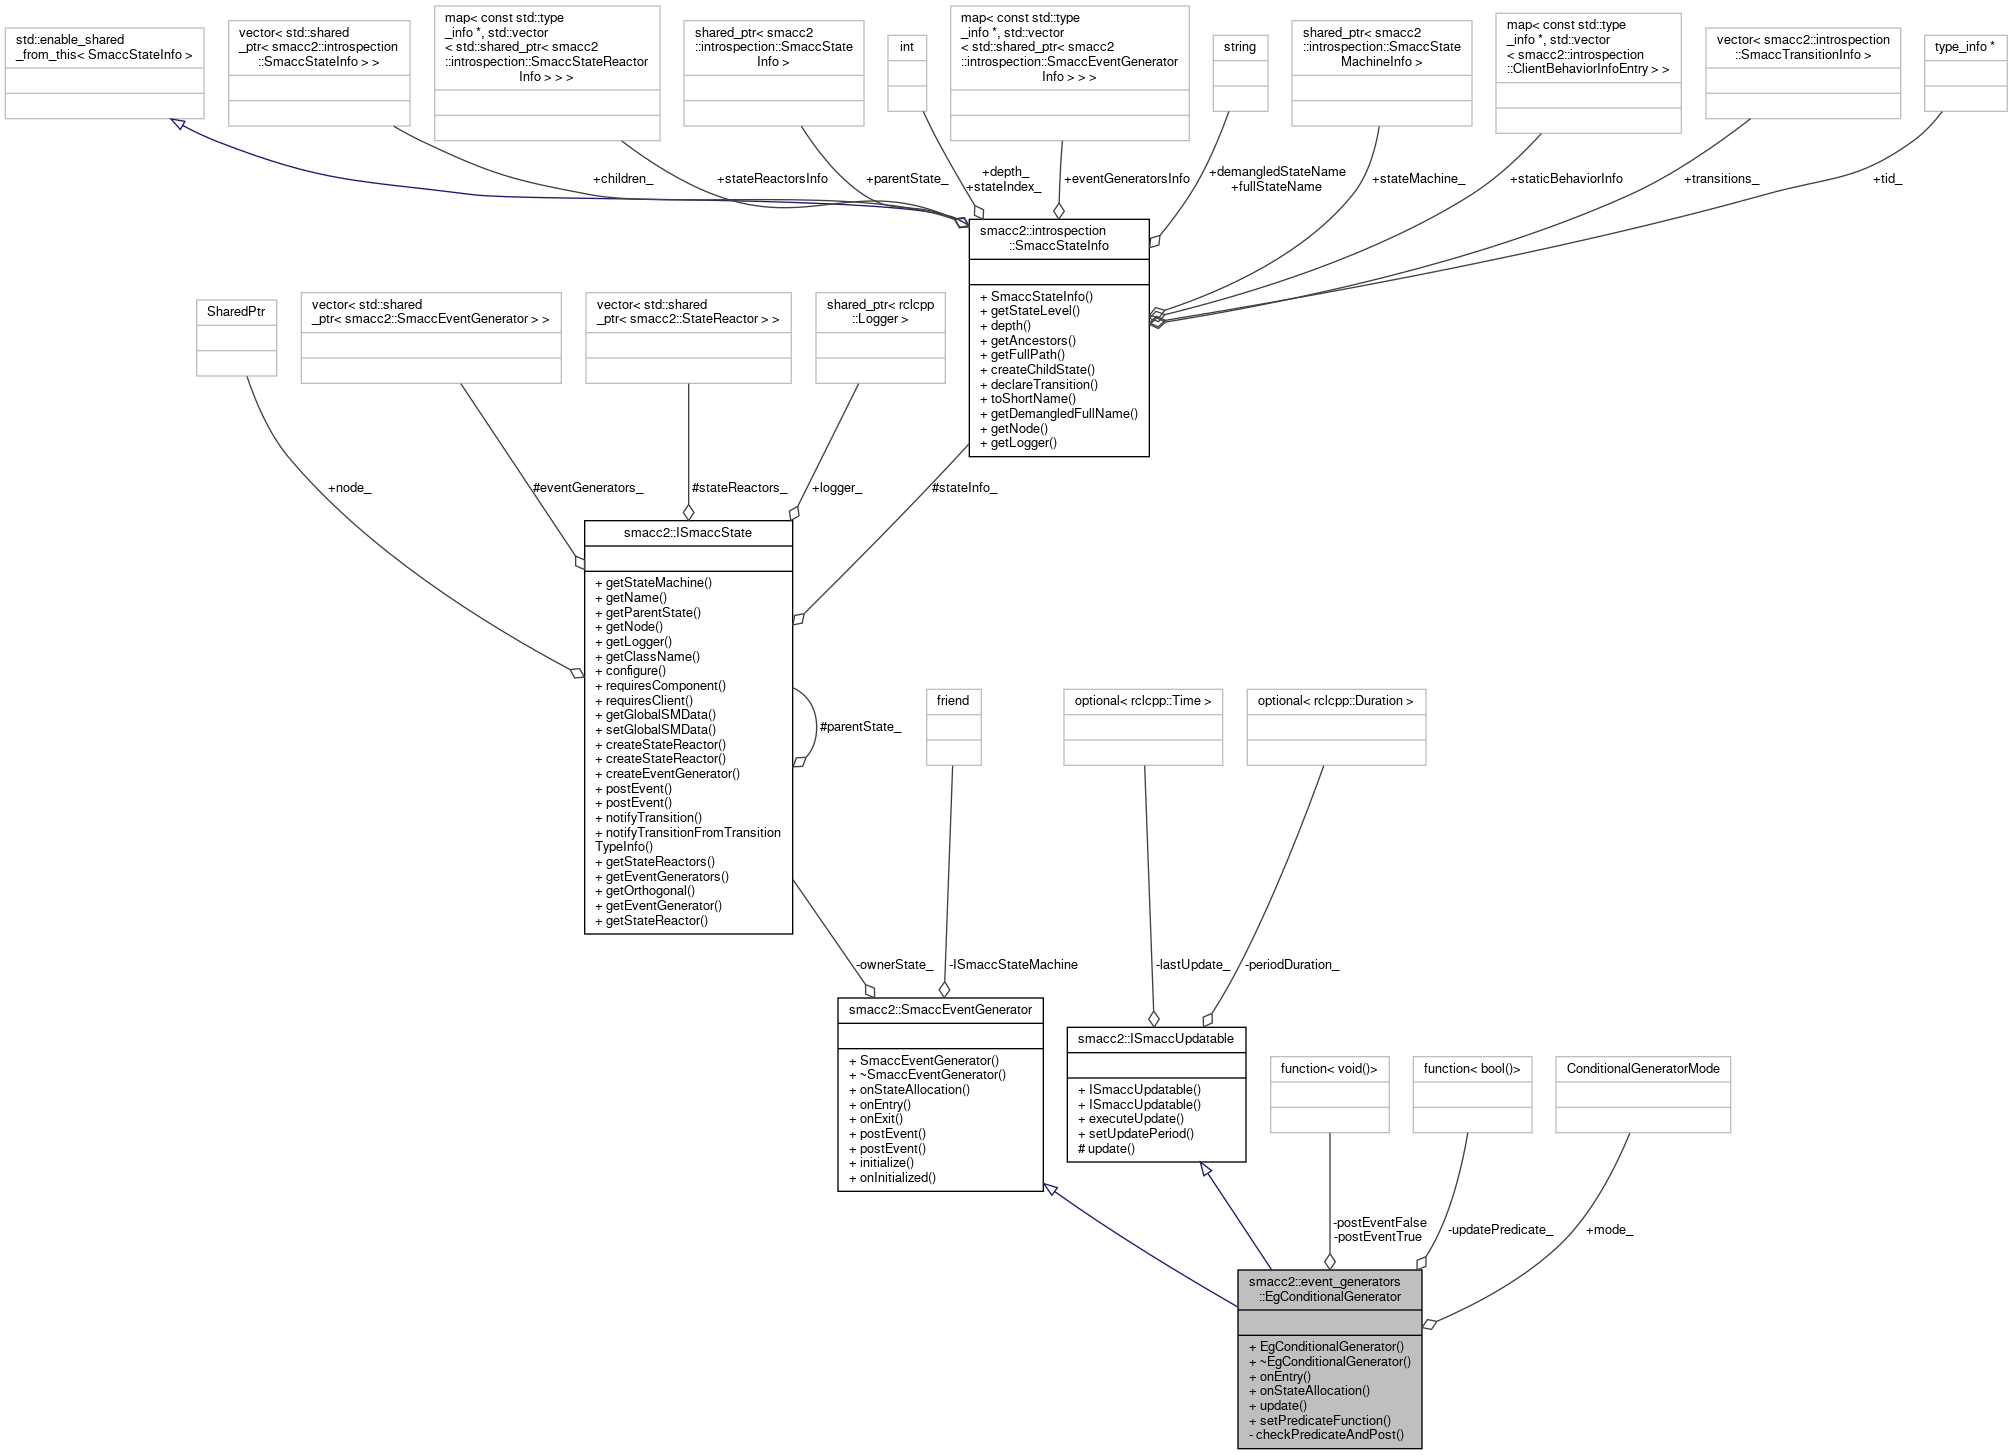 std::enable_shared
_from_this< SmaccStateInfo >
vector< std::shared
_ptr< smacc2::introspection
::SmaccStateInfo > >
map< const std::type
_info *, std::vector
< std::shared_ptr< smacc2
::introspection::SmaccStateReactor
Info > > >
shared_ptr< smacc2
::introspection::SmaccState
Info >
int
map< const std::type
_info *, std::vector
< std::shared_ptr< smacc2
::introspection::SmaccEventGenerator
Info > > >
string
shared_ptr< smacc2
::introspection::SmaccState
MachineInfo >
map< const std::type
_info *, std::vector
< smacc2::introspection
::ClientBehaviorInfoEntry > >
vector< smacc2::introspection
::SmaccTransitionInfo >
type_info *
+children_
+stateReactorsInfo
+parentState_
+depth_
+stateIndex_
+eventGeneratorsInfo
+demangledStateName
+fullStateName
+stateMachine_
+staticBehaviorInfo
+transitions_
+tid_
smacc2::introspection
::SmaccStateInfo
+ SmaccStateInfo()
+ getStateLevel()
+ depth()
+ getAncestors()
+ getFullPath()
+ createChildState()
+ declareTransition()
+ toShortName()
+ getDemangledFullName()
+ getNode()
+ getLogger()
SharedPtr
vector< std::shared
_ptr< smacc2::SmaccEventGenerator > >
vector< std::shared
_ptr< smacc2::StateReactor > >
shared_ptr< rclcpp
::Logger >
+node_
#eventGenerators_
#stateReactors_
+logger_
#stateInfo_
smacc2::ISmaccState
+ getStateMachine()
+ getName()
+ getParentState()
+ getNode()
+ getLogger()
+ getClassName()
+ configure()
+ requiresComponent()
+ requiresClient()
+ getGlobalSMData()
+ setGlobalSMData()
+ createStateReactor()
+ createStateReactor()
+ createEventGenerator()
+ postEvent()
+ postEvent()
+ notifyTransition()
+ notifyTransitionFromTransition
TypeInfo()
+ getStateReactors()
+ getEventGenerators()
+ getOrthogonal()
+ getEventGenerator()
+ getStateReactor()
#parentState_
friend
optional< rclcpp::Time >
optional< rclcpp::Duration >
-ownerState_
-ISmaccStateMachine
-lastUpdate_
-periodDuration_
smacc2::SmaccEventGenerator
+ SmaccEventGenerator()
+ ~SmaccEventGenerator()
+ onStateAllocation()
+ onEntry()
+ onExit()
+ postEvent()
+ postEvent()
+ initialize()
+ onInitialized()
smacc2::ISmaccUpdatable
+ ISmaccUpdatable()
+ ISmaccUpdatable()
+ executeUpdate()
+ setUpdatePeriod()
# update()
function< void()>
function< bool()>
ConditionalGeneratorMode
-postEventFalse
-postEventTrue
-updatePredicate_
+mode_
smacc2::event_generators
::EgConditionalGenerator
+ EgConditionalGenerator()
+ ~EgConditionalGenerator()
+ onEntry()
+ onStateAllocation()
+ update()
+ setPredicateFunction()
- checkPredicateAndPost()